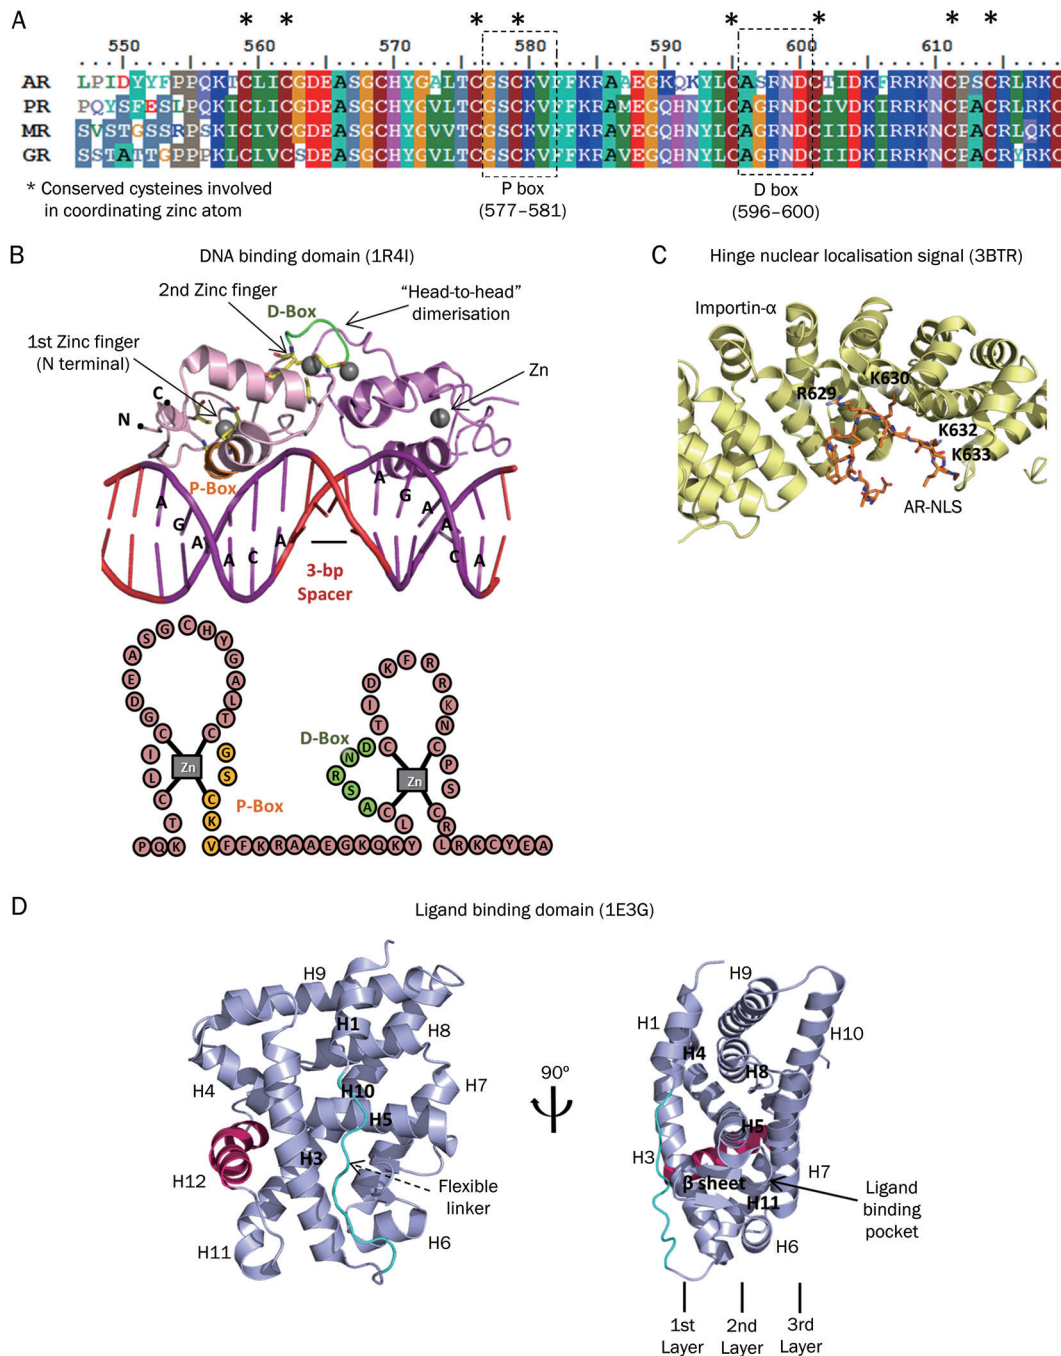 A
* * * * * * * *
550 560 570 580 590 600 610
AR LPIDYYFPPQKTCLICGDEASGCHYGALTCGSCKVFFKRAAEGKQKYLCASRNDCTIDKFRRKNCPSCRLRKC
PR PQYSFESLPQKICLICGDEASGCHYGVLTCGSCKVFFKRAMEGQHNYLCAGRNDCIVDKIRRKNCPACRLRKC
MR SVSTGSSRPSKICLVCGDEASGCHYGVVTCGSCKVFFKRAVEGQHNYLCAGRNDCIIDKIRRKNCPACRLQKC
GR SSTATTGPPPKLCLVCSDEASGCHYGVLTCGSCKVFFKRAVEGQHNYLCAGRNDCIIDKIRRKNCPACRYRKC
* Conserved cysteines involved
in coordinating zinc atom
P box
(577–581)
D box
(596–600)
B
DNA binding domain (1R4I)
2nd Zinc finger
D-Box
"Head-to-head"
dimerisation
1st Zinc finger
(N terminal)
Zn
C
N
P-Box
A G A A C A
3-bp
Spacer
A G A A C A
C
Hinge nuclear localisation signal (3BTR)
Importin-α
R629
K630
K632
K633
AR-NLS
P Q K T C L I C G D E A S G C H Y G A L T C G S C K V F F K R A A E G K Q K Y L C A S R N D C T I D K F R R K N C P S C R L R K C Y E A
Zn
P-Box
D-Box
Zn
D
Ligand binding domain (1E3G)
H9
H1
H8
H4
H10
H7
H5
H3
H12
Flexible
linker
H11
H6
90º
H9
H1
H10
H4
H8
H5
H3
H7
β sheet
H11
H6
Ligand
binding
pocket
1st
Layer
2nd
Layer
3rd
Layer